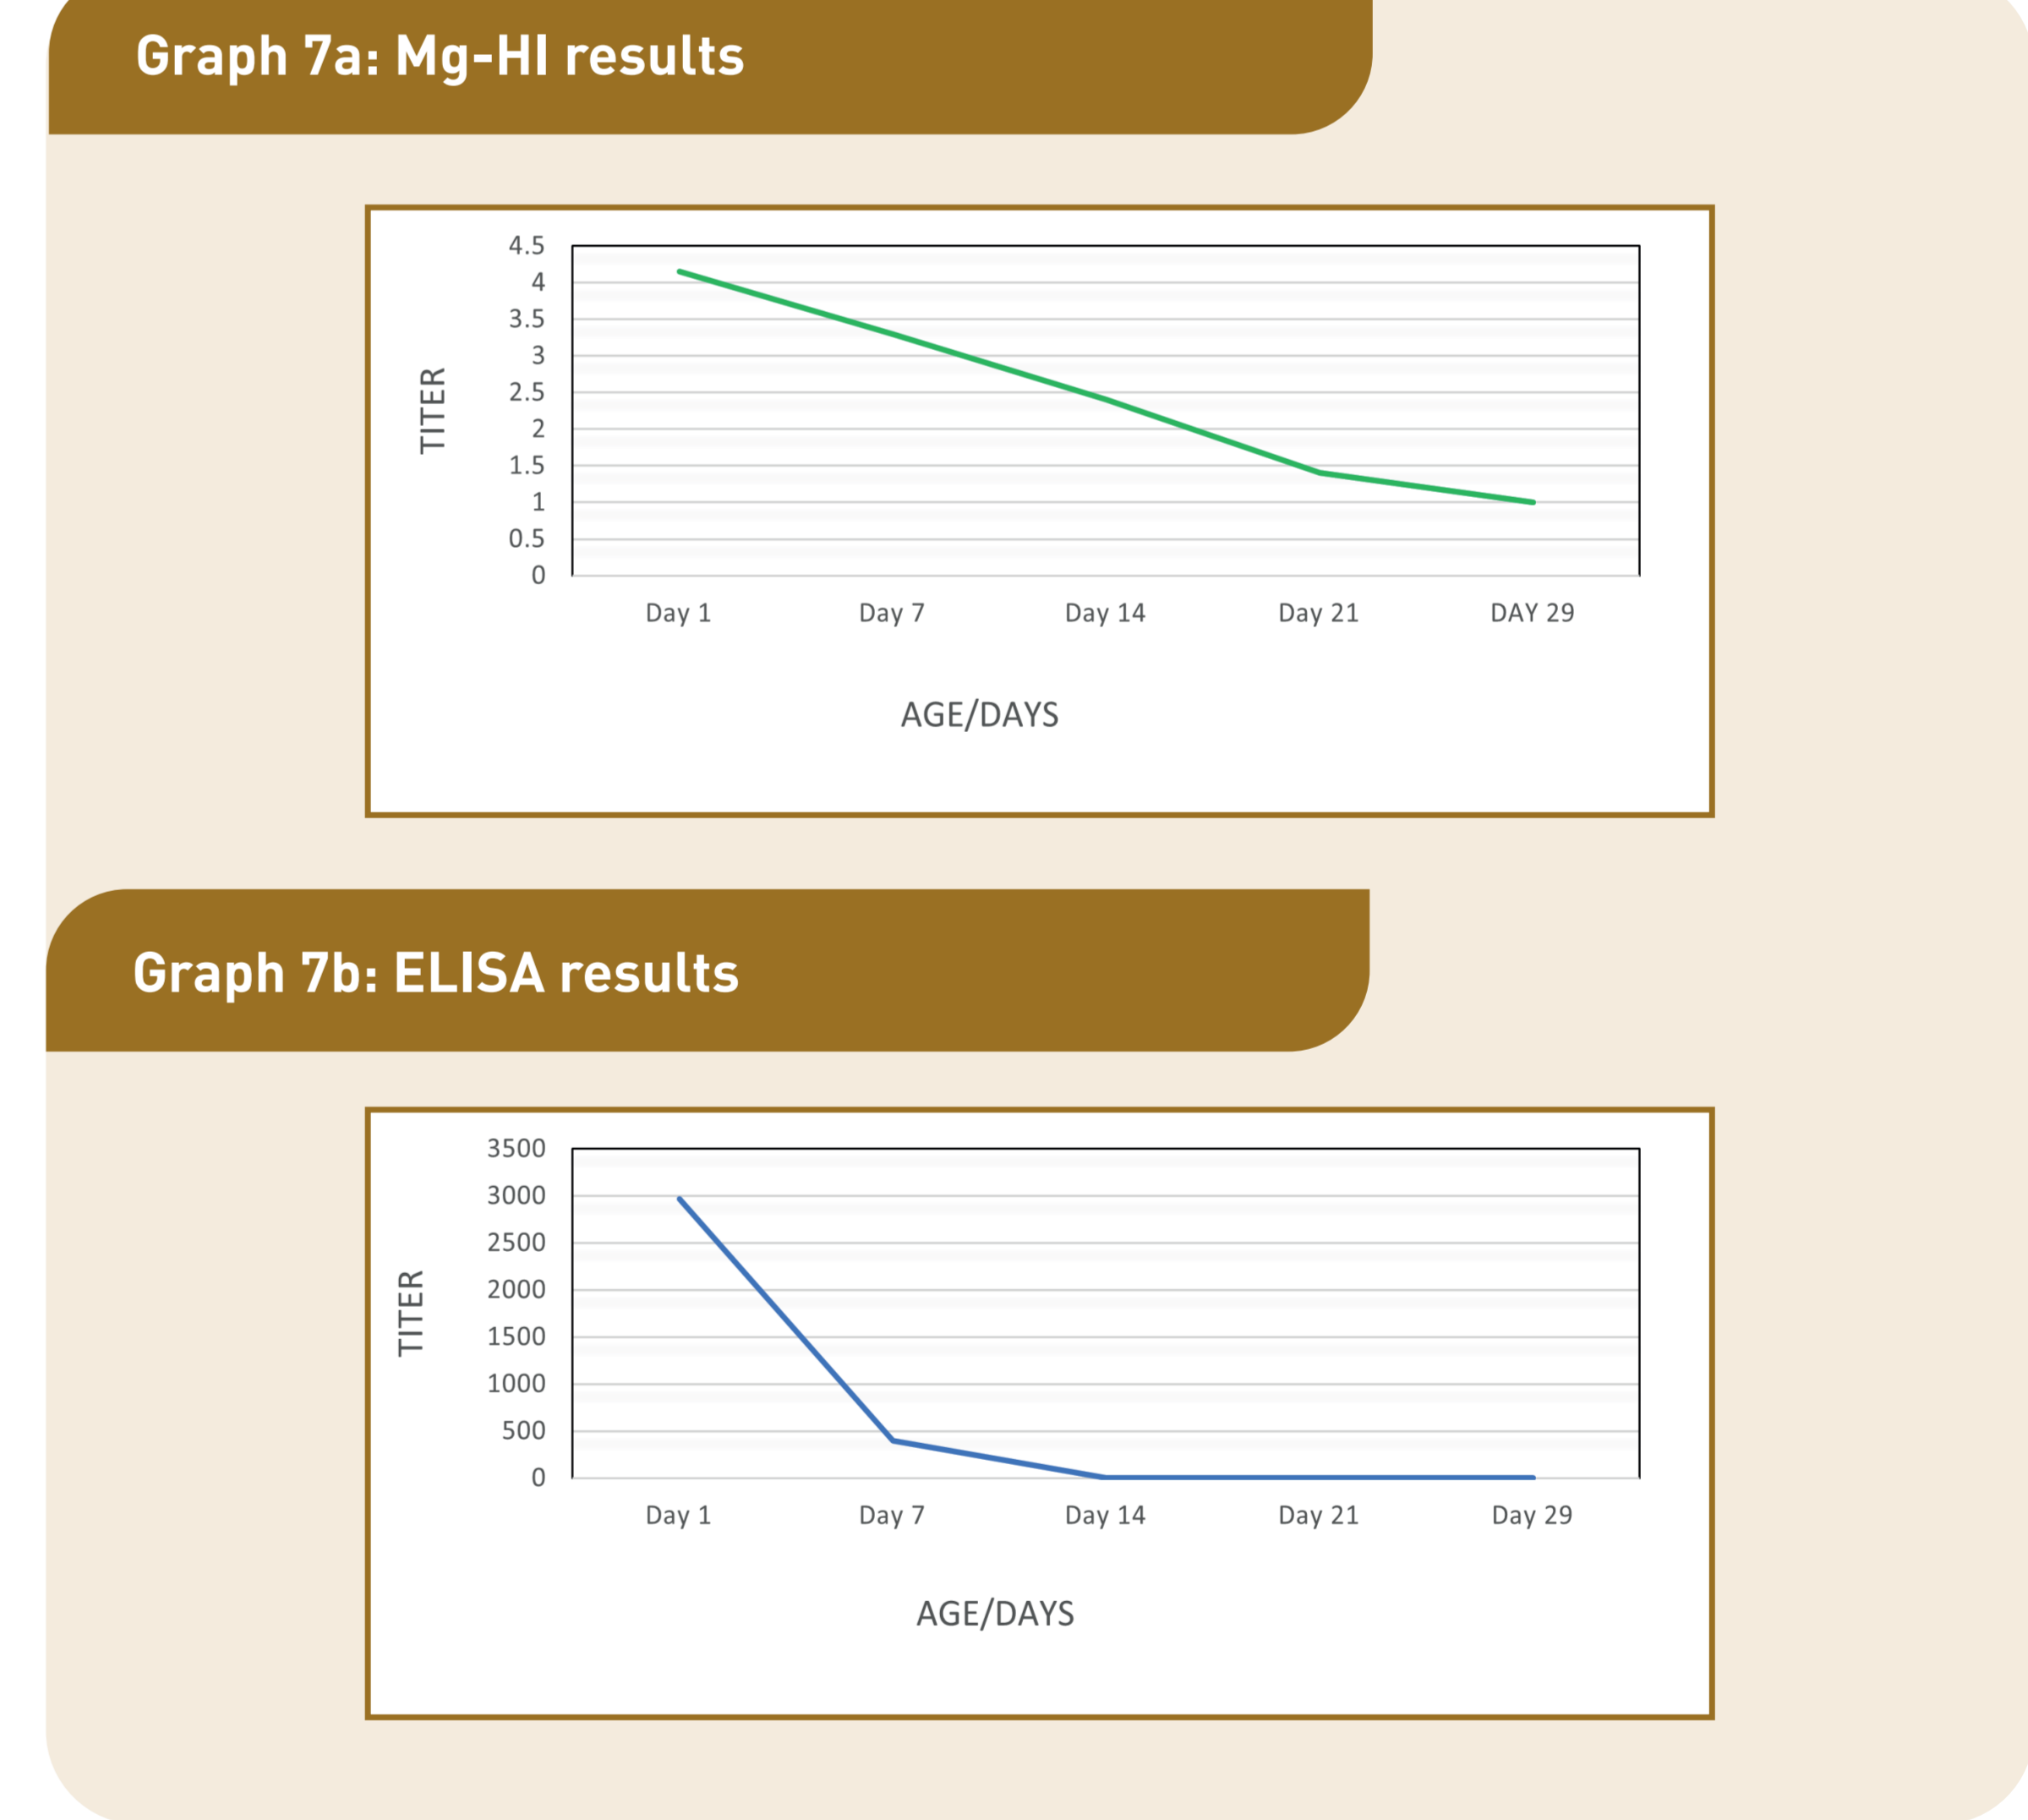 Graph 7a: Mg-HI results
4.5
4
3.5
3
2.5
2
1.5
1
0.5
0
TITER
Day 1 Day 7 Day 14 Day 21 DAY 29
AGE/DAYS
Graph 7b: ELISA results
3500
3000
2500
2000
1500
1000
500
0
TITER
Day 1 Day 7 Day 14 Day 21 Day 29
AGE/DAYS